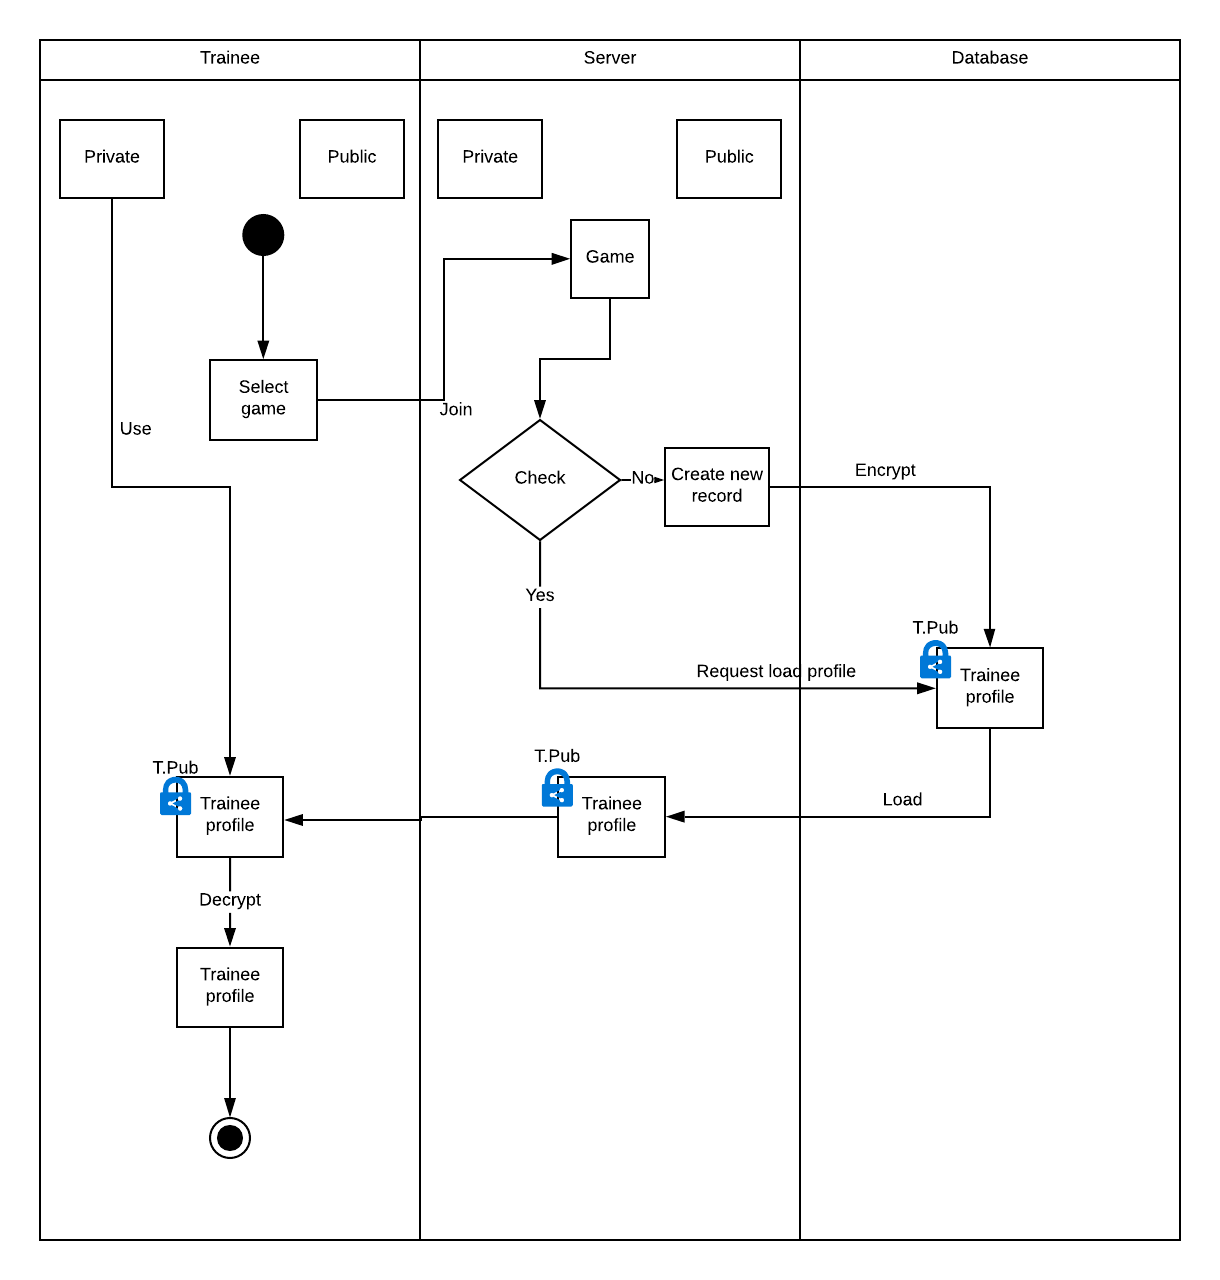 Trainee
Server
Database
Private
Public
Private
Public
Game
Select
game
Join
Use
Check
No
Create new
record
Encrypt
Yes
T.Pub
Request load profile
Trainee
profile
T.Pub
T.Pub
Trainee
profile
Trainee
profile
Load
Decrypt
Trainee
profile